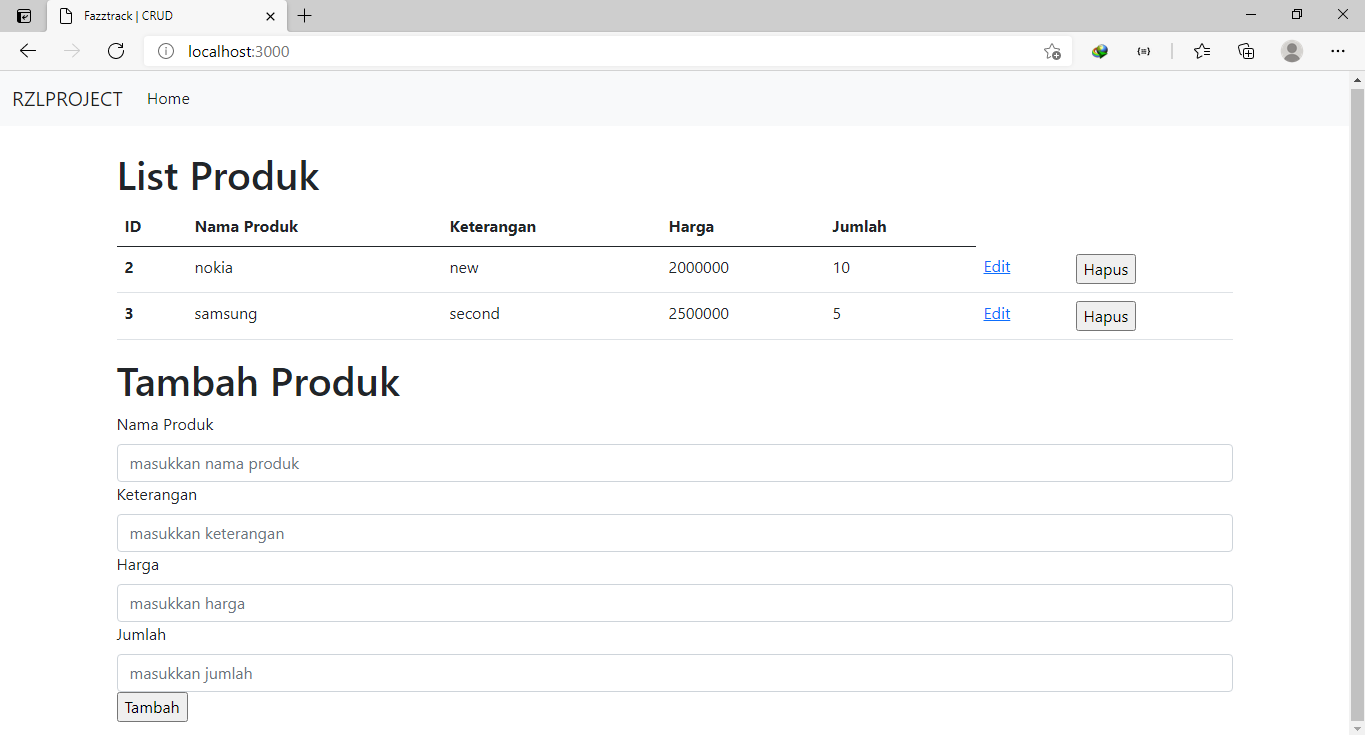 Fazztrack | CRUD
localhost:3000
RZLPROJECT Home
List Produk
ID Nama Produk Keterangan Harga Jumlah
2 nokia new 2000000 10 Edit Hapus
3 samsung second 2500000 5 Edit Hapus
Tambah Produk
Nama Produk
masukkan nama produk
Keterangan
masukkan keterangan
Harga
masukkan harga
Jumlah
masukkan jumlah
Tambah